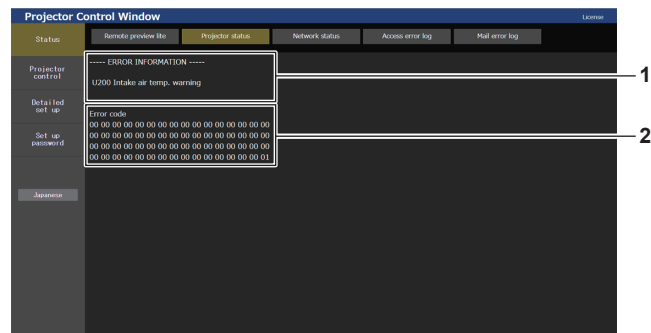 Projector Control Window
License
Status
Remote preview lite
Projector status
Network status
Access error log
Mail error log
Projector
control
Detailed
set up
Set up
password
Japanese
----- ERROR INFORMATION -----
U200 Intake air temp. warning
1
Error code
00 00 00 00 00 00 00 00 00 00 00 00 00 00 00 00
00 00 00 00 00 00 00 00 00 00 00 00 00 00 00 00
00 00 00 00 00 00 00 00 00 00 00 00 00 00 00 00
00 00 00 00 00 00 00 00 00 00 00 00 00 00 00 01
2